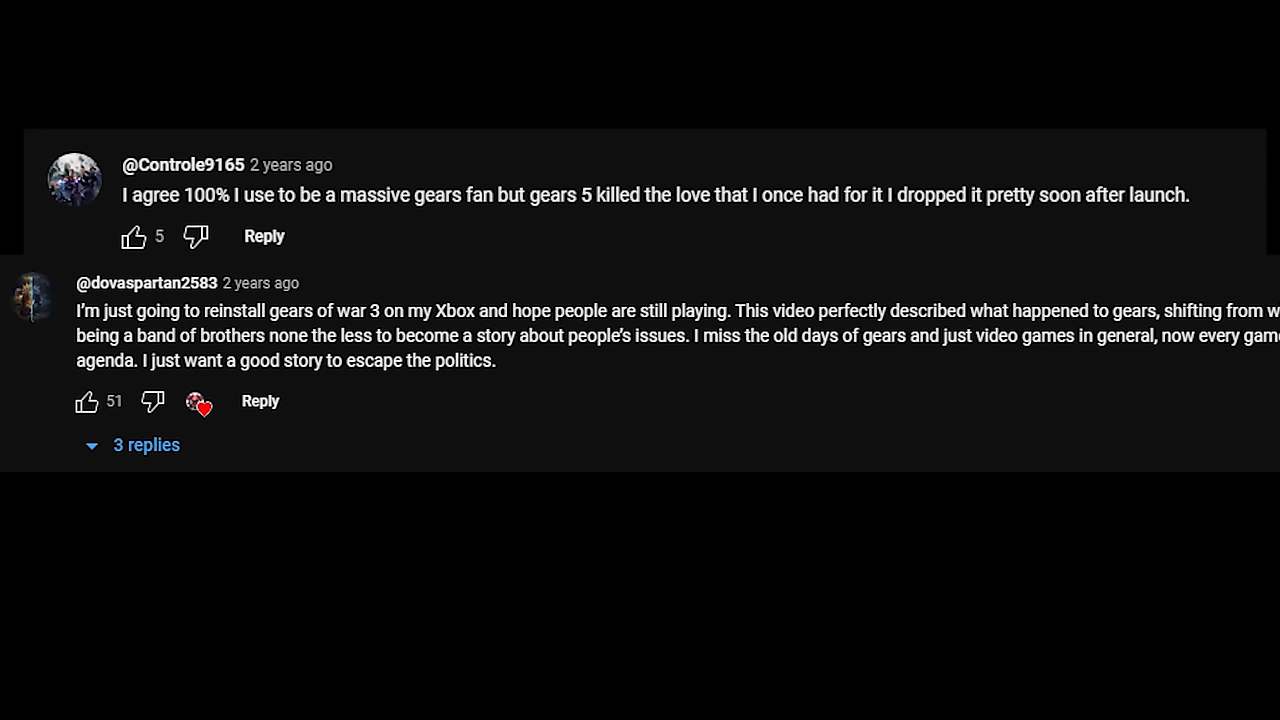 @Controle9165 2 years ago
I agree 100% I use to be a massive gears fan but gears 5 killed the love that I once had for it I dropped it pretty soon after launch.
5 Reply
@dovaspartan2583 2 years ago
I'm just going to reinstall gears of war 3 on my Xbox and hope people are still playing. This video perfectly described what happened to gears, shifting from
being a band of brothers none the less to become a story about people's issues. I miss the old days of gears and just video games in general, now every
agenda. I just want a good story to escape the politics.
51 Reply
3 replies